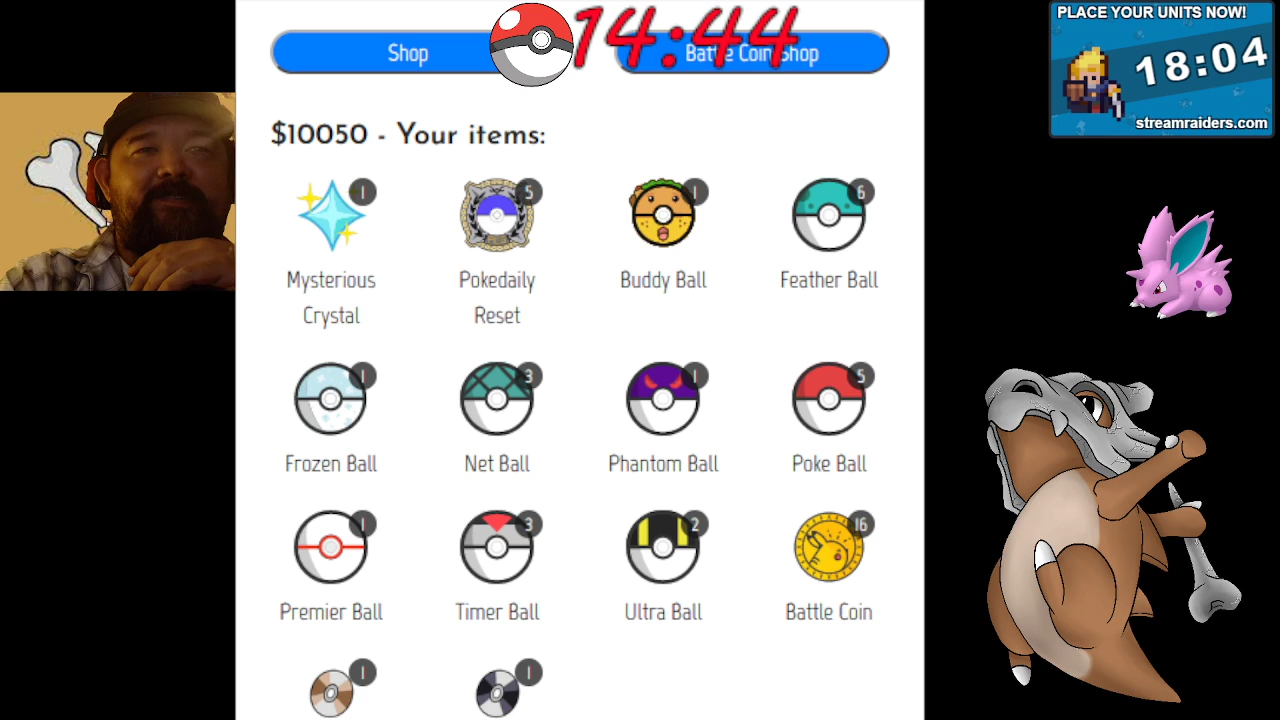 Shop
14:44
Battle Coin Shop
PLACE YOUR UNITS NOW!
18:04
streamraiders.com
$10050 - Your items:
1 5 1 6
Mysterious Crystal Pokedaily Reset Buddy Ball Feather Ball
1 3 1 5
Frozen Ball Net Ball Phantom Ball Poke Ball
1 3 2 16
Premier Ball Timer Ball Ultra Ball Battle Coin
1 1